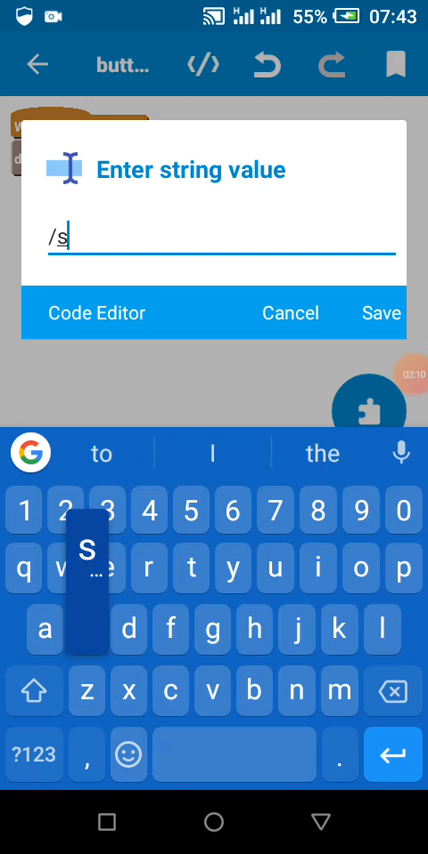 H H 55% 07:43
butt... </>
W
d
Enter string value
/s
Code Editor Cancel Save
03:10
G to I the
1 2 3 4 5 6 7 8 9 0
s
...
q w e r t y u i o p
a d f g h j k l
z x c v b n m
?123 , .